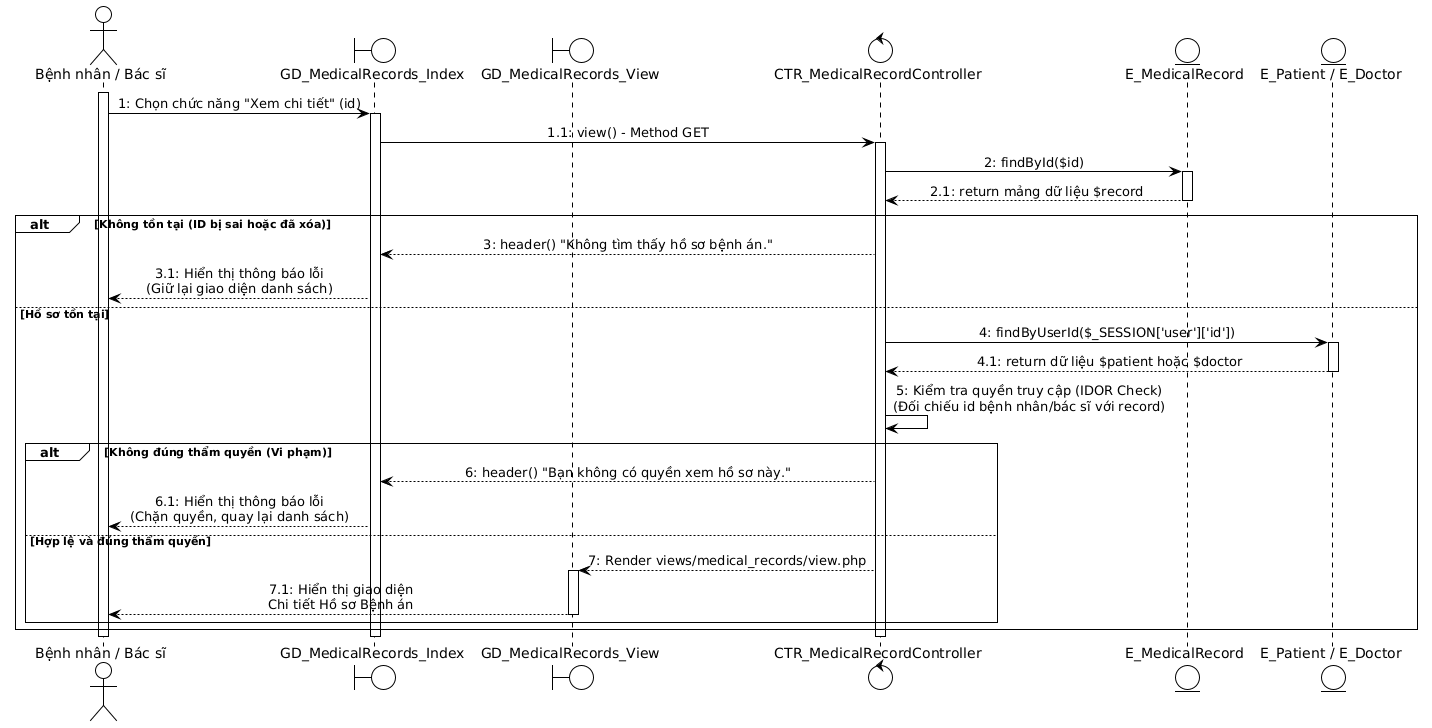 Bệnh nhân / Bác sĩ
GD_MedicalRecords_Index
GD_MedicalRecords_View
CTR_MedicalRecordController
E_MedicalRecord
E_Patient / E_Doctor
1: Chọn chức năng "Xem chi tiết" (id)
1.1: view() - Method GET
2: findById($id)
2.1: return mảng dữ liệu $record
alt
[Không tồn tại (ID bị sai hoặc đã xóa)]
3: header() "Không tìm thấy hồ sơ bệnh án."
3.1: Hiển thị thông báo lỗi
(Giữ lại giao diện danh sách)
[Hồ sơ tồn tại]
4: findByUserId($_SESSION['user']['id'])
4.1: return dữ liệu $patient hoặc $doctor
5: Kiểm tra quyền truy cập (IDOR Check)
(Đối chiếu id bệnh nhân/bác sĩ với record)
alt
[Không đúng thẩm quyền (Vi phạm)]
6: header() "Bạn không có quyền xem hồ sơ này."
6.1: Hiển thị thông báo lỗi
(Chặn quyền, quay lại danh sách)
[Hợp lệ và đúng thẩm quyền]
7: Render views/medical_records/view.php
7.1: Hiển thị giao diện
Chi tiết Hồ sơ Bệnh án
Bệnh nhân / Bác sĩ
GD_MedicalRecords_Index
GD_MedicalRecords_View
CTR_MedicalRecordController
E_MedicalRecord
E_Patient / E_Doctor